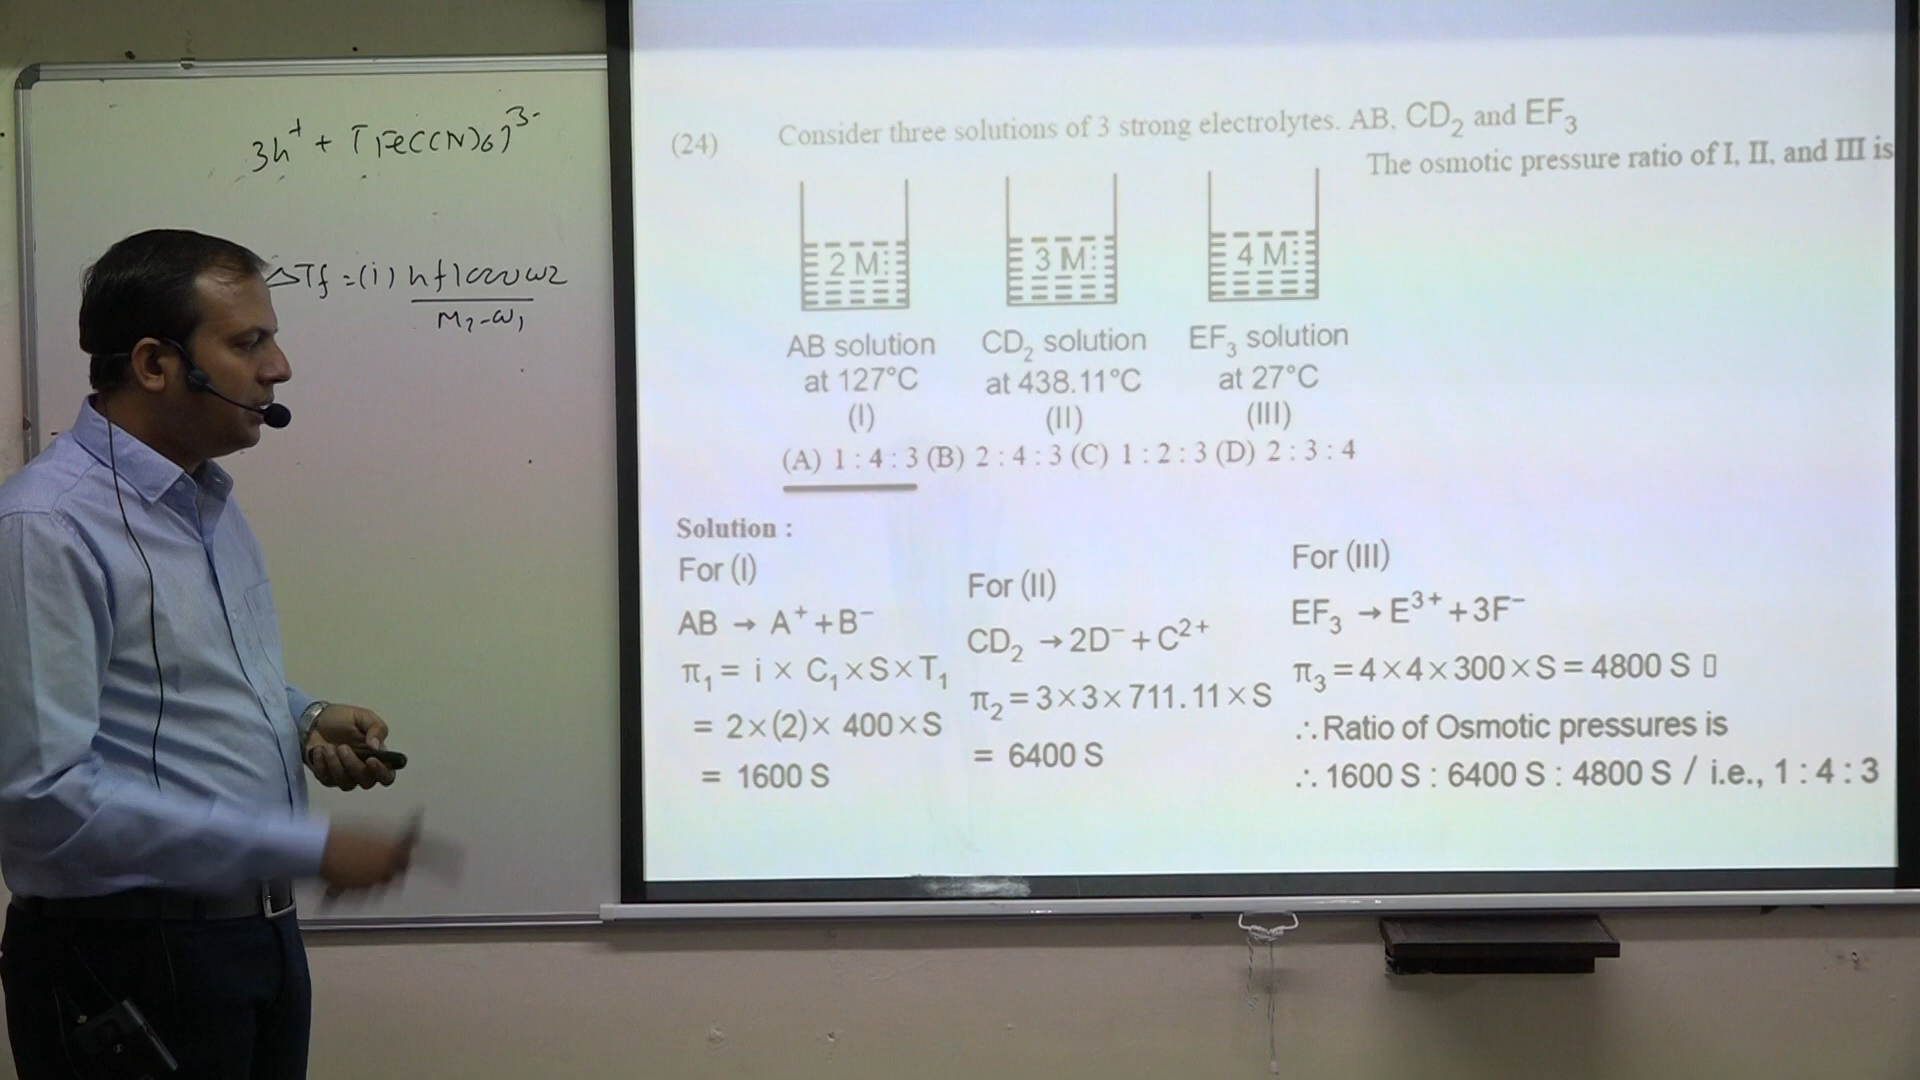 3k⁺ + [Fe(CN)6]³⁻
ΔTf = (i) kf 1000 w2
M2 - w1
(24) Consider three solutions of 3 strong electrolytes. AB, CD₂ and EF₃
The osmotic pressure ratio of I, II, and III is
2 M 3 M 4 M
AB solution CD₂ solution EF₃ solution
at 127°C at 438.11°C at 27°C
(I) (II) (III)
(A) 1 : 4 : 3 (B) 2 : 4 : 3 (C) 1 : 2 : 3 (D) 2 : 3 : 4
Solution :
For (I)
AB → A⁺ + B⁻
π₁ = i × C₁ × S × T₁
= 2 × (2) × 400 × S
= 1600 S
For (II)
CD₂ → 2D⁻ + C²⁺
π₂ = 3 × 3 × 711.11 × S
= 6400 S
For (III)
EF₃ → E³⁺ + 3F⁻
π₃ = 4 × 4 × 300 × S = 4800 S ▯
∴ Ratio of Osmotic pressures is
∴ 1600 S : 6400 S : 4800 S / i.e., 1 : 4 : 3